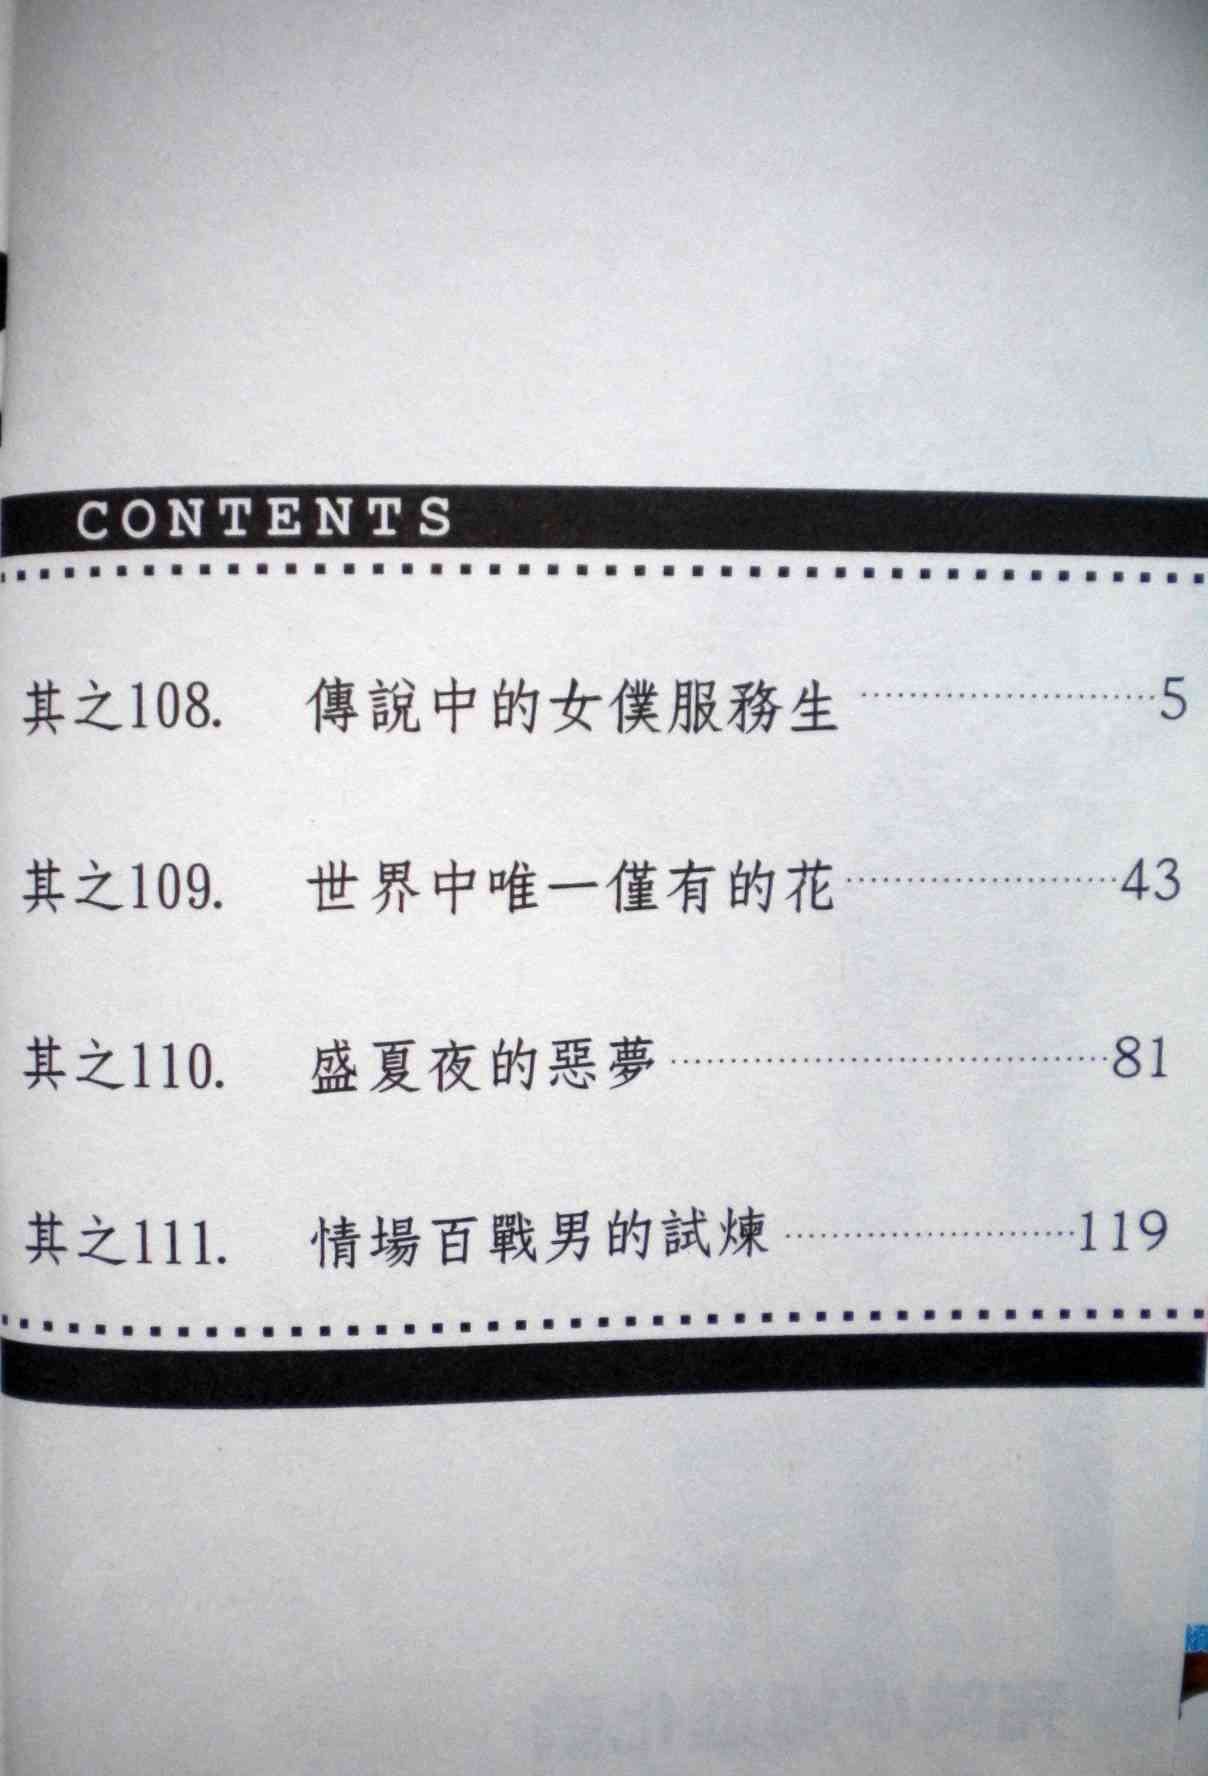 CONTENTS
其之108. 傳說中的女僕服務生 ……………………5
其之109. 世界中唯一僅有的花 ……………………43
其之110. 盛夏夜的惡夢 ……………………81
其之111. 情場百戰男的試煉 ……………………119